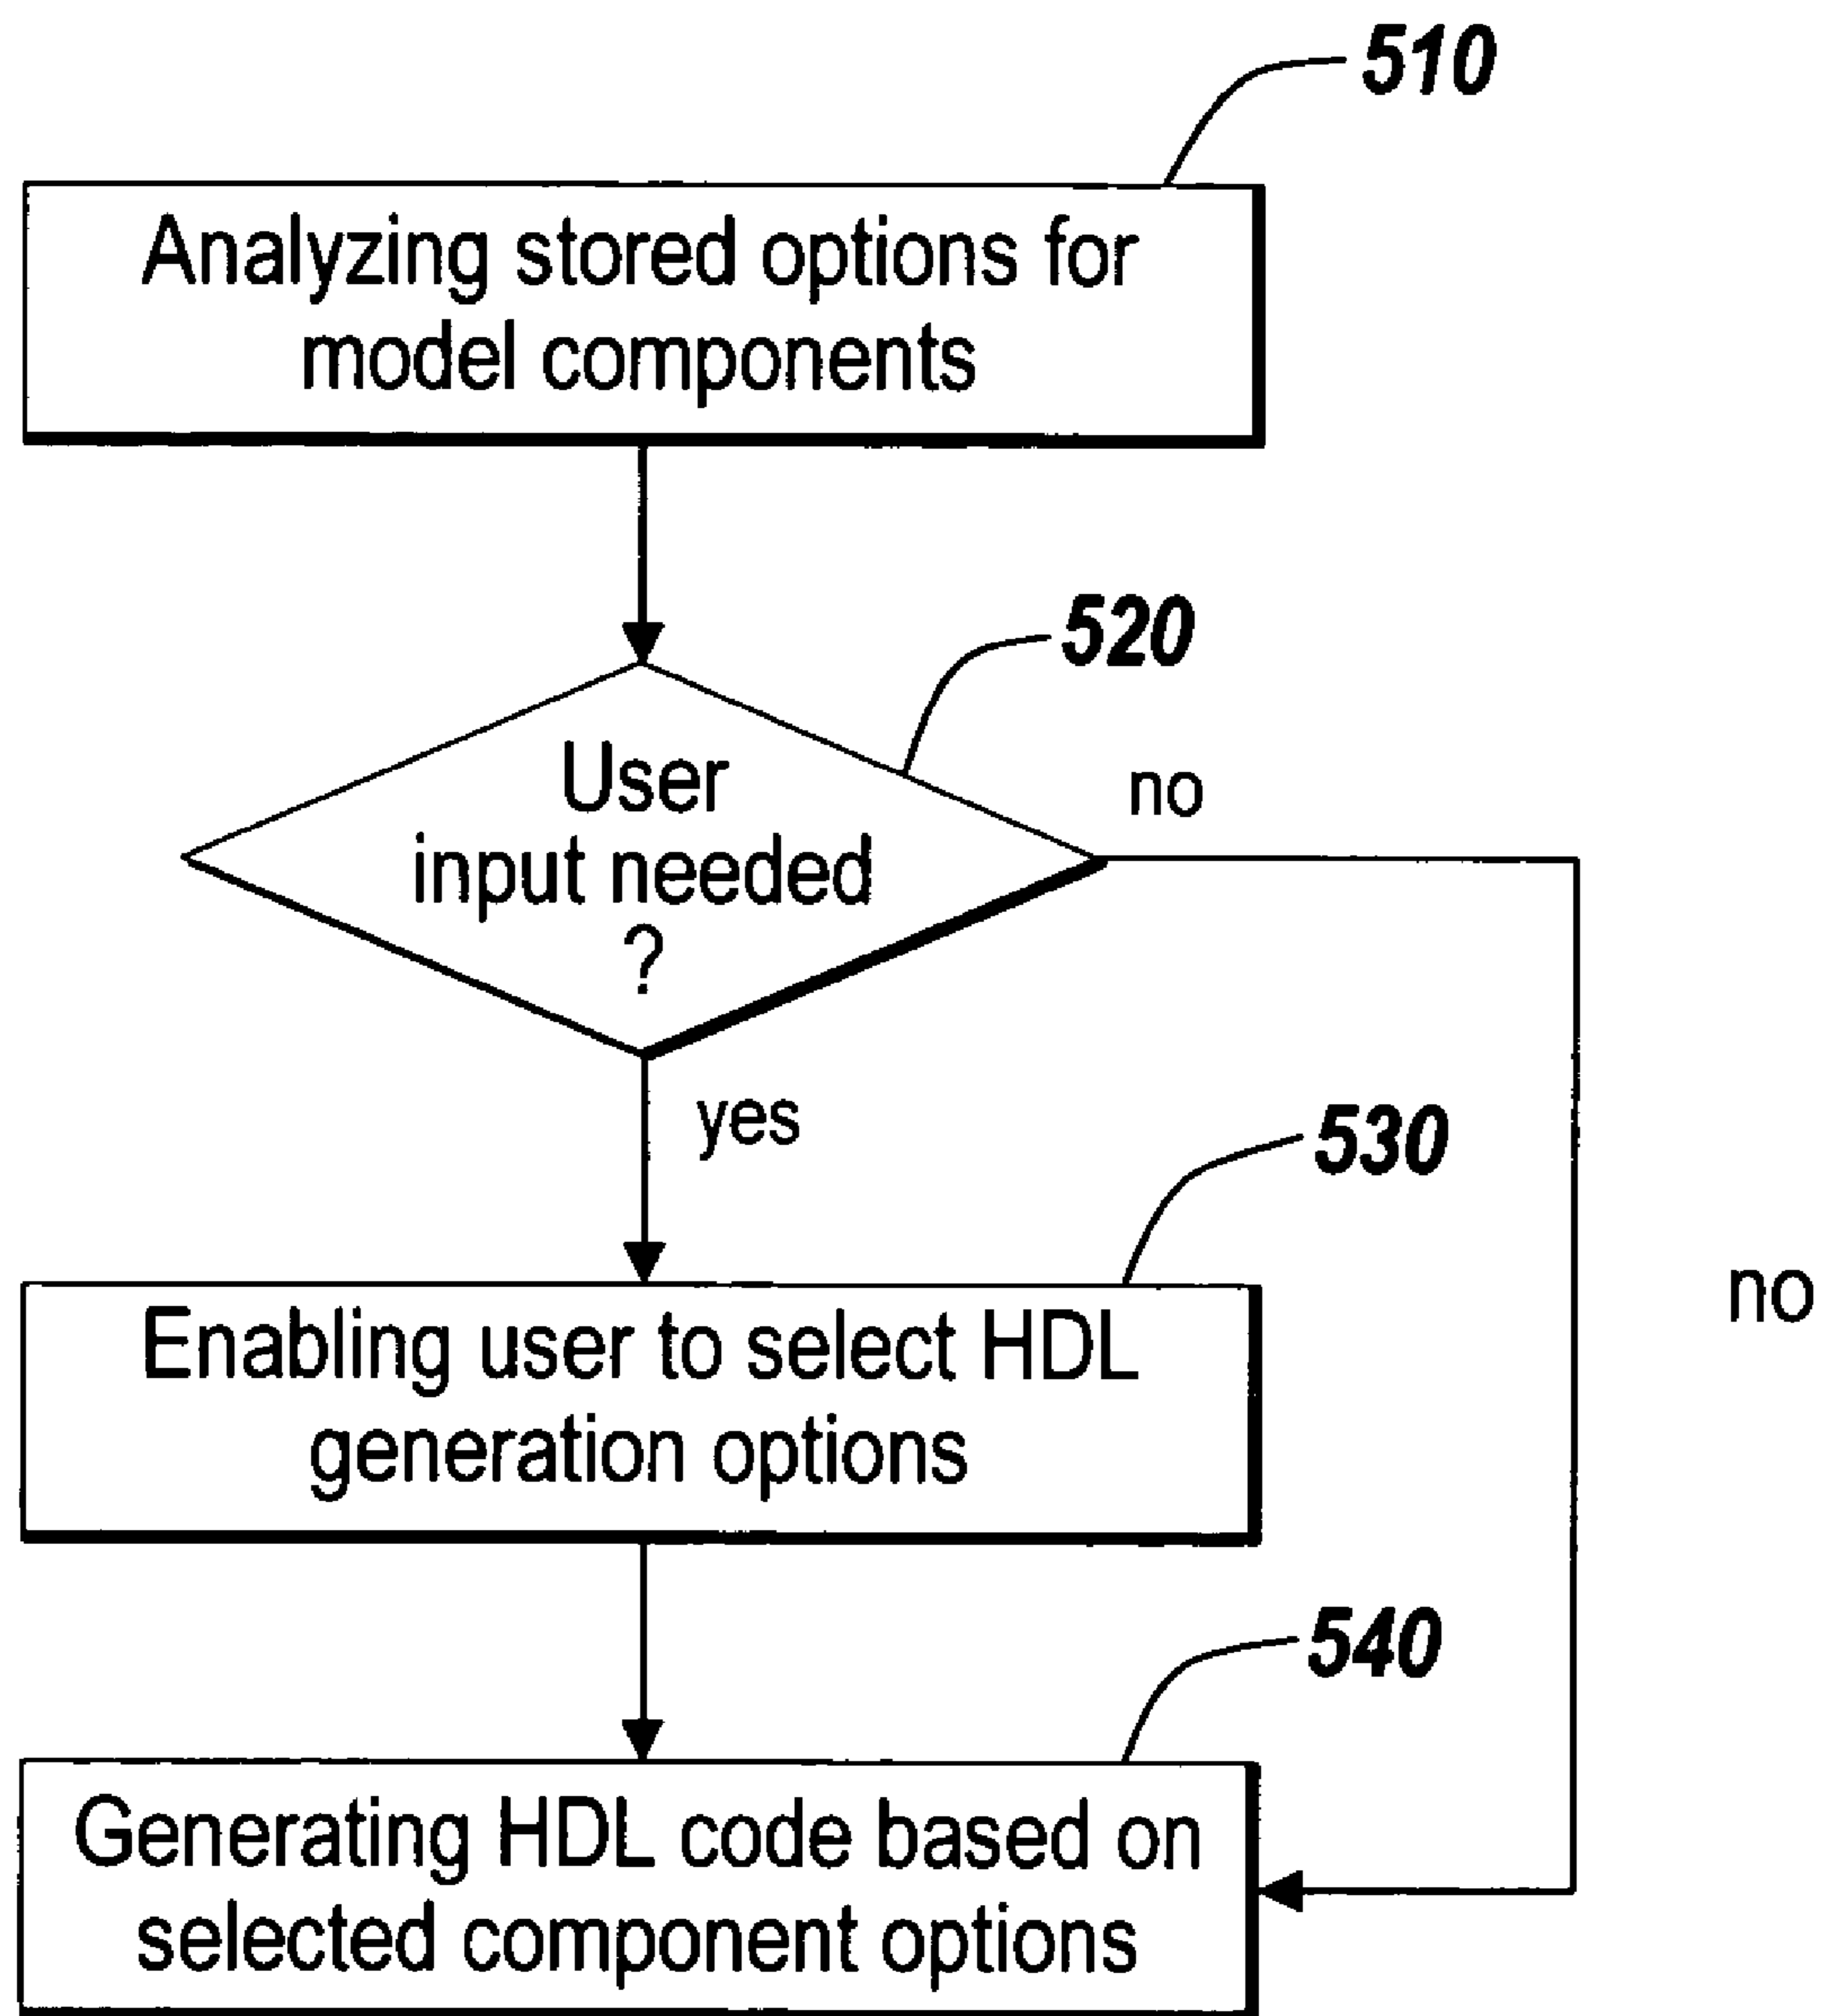 510
Analyzing stored options for
model components
520
User
input needed
?
no
yes
530
no
Enabling user to select HDL
generation options
540
Generating HDL code based on
selected component options